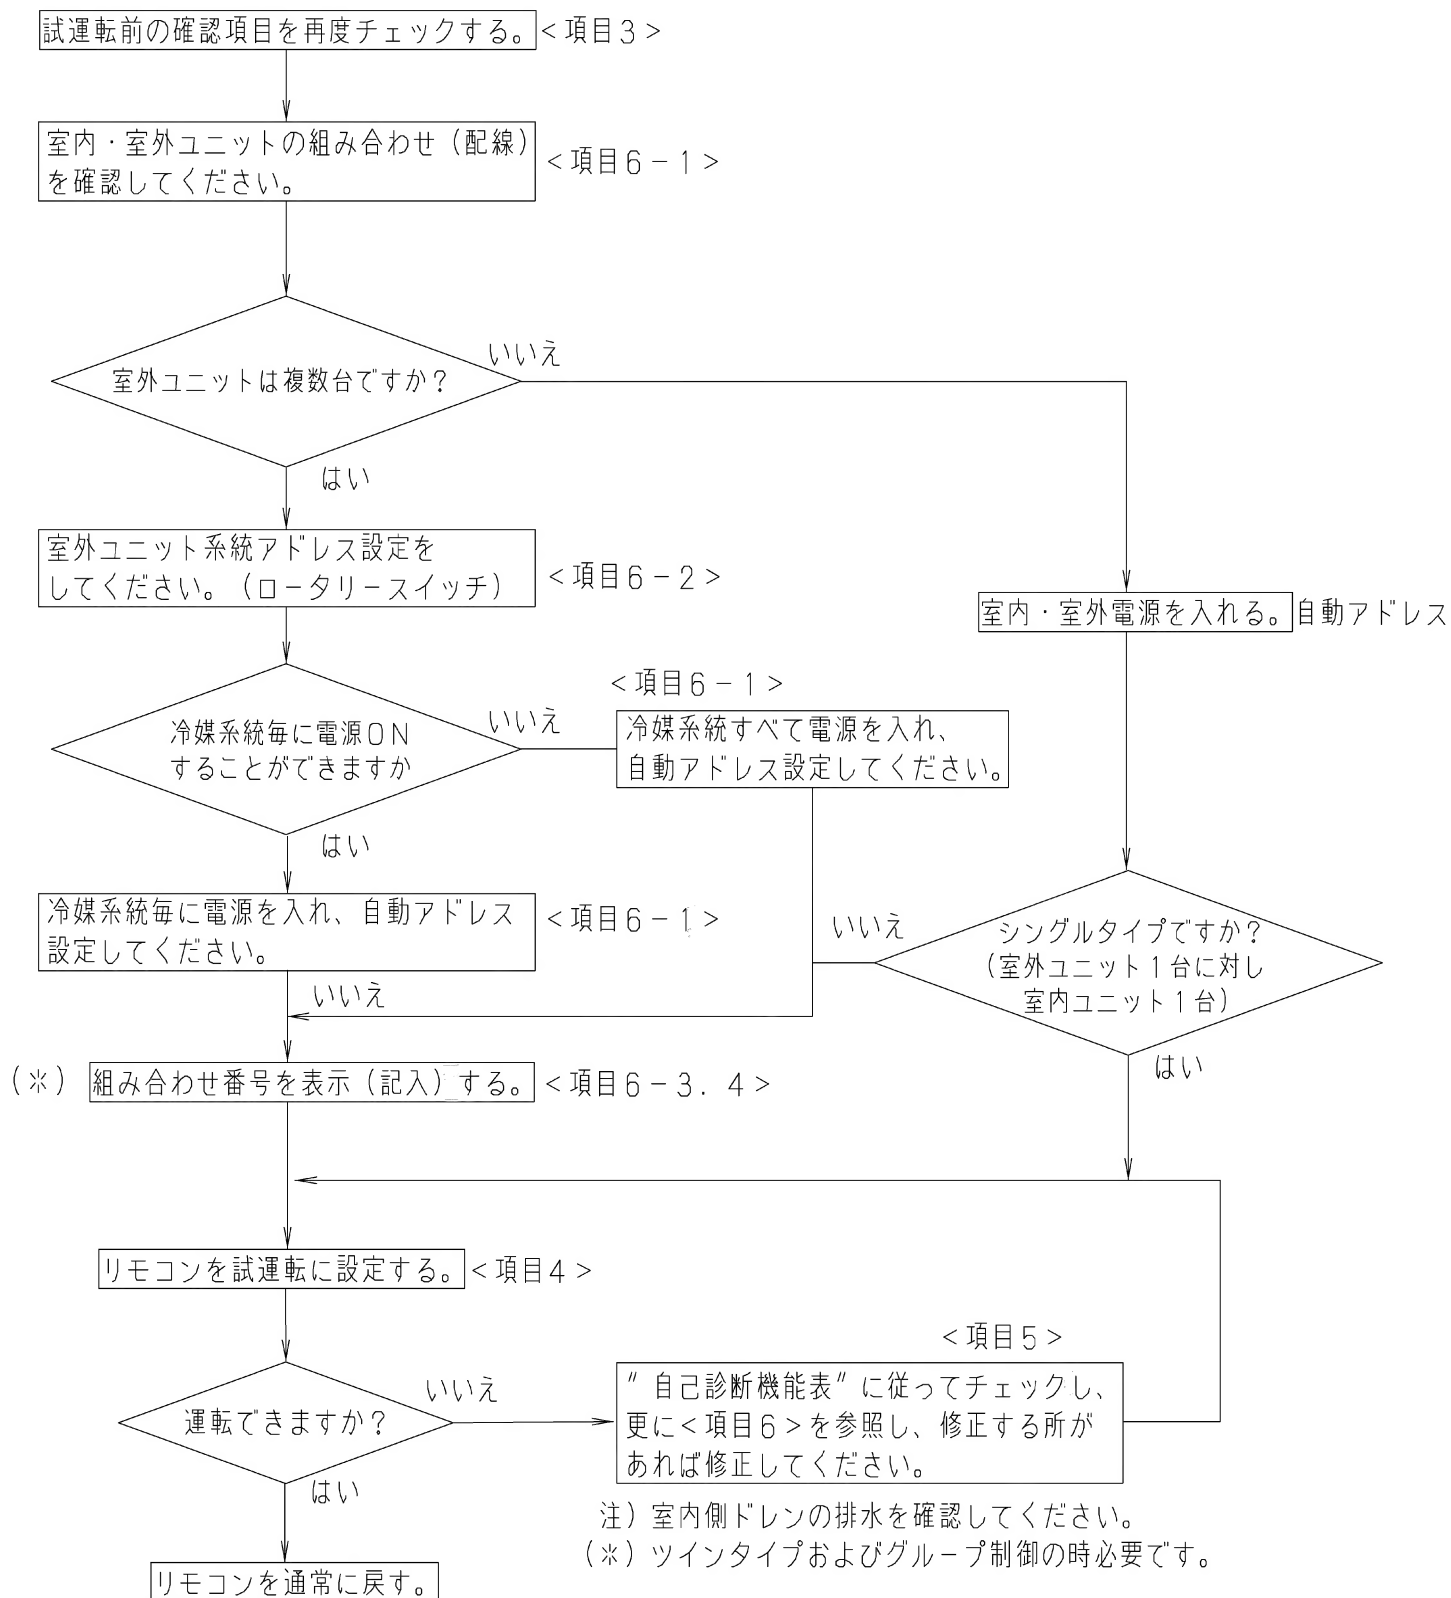 試運転前の確認項目を再度チェックする。<項目3>
室内・室外ユニットの組み合わせ（配線）
を確認してください。
<項目6－1>
室外ユニットは複数台ですか？
いいえ
はい
室外ユニット系統アドレス設定を
してください。（ロータリースイッチ）
<項目6－2>
室内・室外電源を入れる。自動アドレス
冷媒系統毎に電源ON
することができますか
いいえ
はい
<項目6－1>
冷媒系統すべて電源を入れ、
自動アドレス設定してください。
冷媒系統毎に電源を入れ、自動アドレス
設定してください。
<項目6－1>
いいえ
シングルタイプですか？
（室外ユニット1台に対し
室内ユニット1台）
いいえ
はい
（※）組み合わせ番号を表示（記入）する。<項目6－3．4>
リモコンを試運転に設定する。<項目4>
運転できますか？
いいえ
はい
<項目5>
〃自己診断機能表〃に従ってチェックし、
更に<項目6>を参照し、修正する所が
あれば修正してください。
注）室内側ドレンの排水を確認してください。
（※）ツインタイプおよびグループ制御の時必要です。
リモコンを通常に戻す。